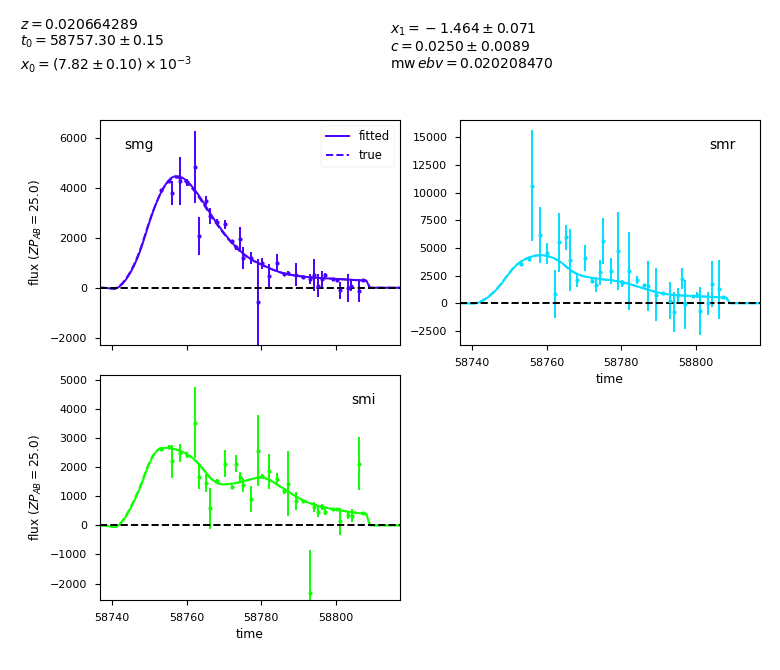 z = 0.020664289
t₀ = 58757.30 ± 0.15
x₀ = (7.82 ± 0.10) × 10⁻³
x₁ = −1.464 ± 0.071
c = 0.0250 ± 0.0089
mw ebv = 0.020208470
smg
fitted
true
flux (ZP_AB = 25.0)
6000
4000
2000
0
−2000
smr
15000
12500
10000
7500
5000
2500
0
−2500
58740 58760 58780 58800
time
smi
flux (ZP_AB = 25.0)
5000
4000
3000
2000
1000
0
−1000
−2000
58740 58760 58780 58800
time